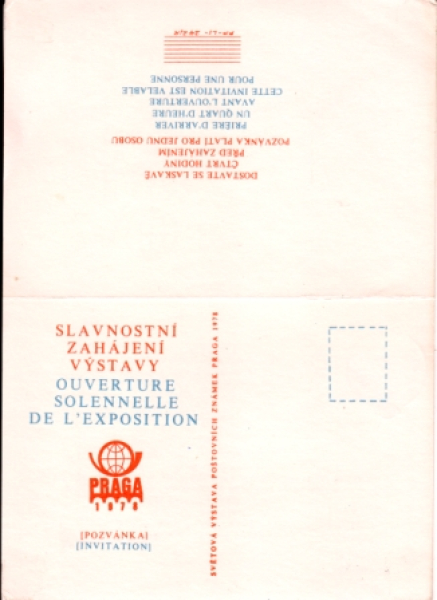 DOSTAVTE SE LASKAVĚ
ČTVRT HODINY
PŘED ZAHÁJENÍM
POZVÁNKA PLATÍ PRO JEDNU OSOBU
PRIÈRE D'ARRIVER
UN QUART D'HEURE
AVANT L'OUVERTURE
CETTE INVITATION EST VELABLE
POUR UNE PERSONNE
SLAVNOSTNÍ
ZAHÁJENÍ
VÝSTAVY
OUVERTURE
SOLENNELLE
DE L'EXPOSITION
PRAGA
1978
[POZVÁNKA]
[INVITATION]
SVĚTOVÁ VÝSTAVA POŠTOVNÍCH ZNÁMEK PRAGA 1978